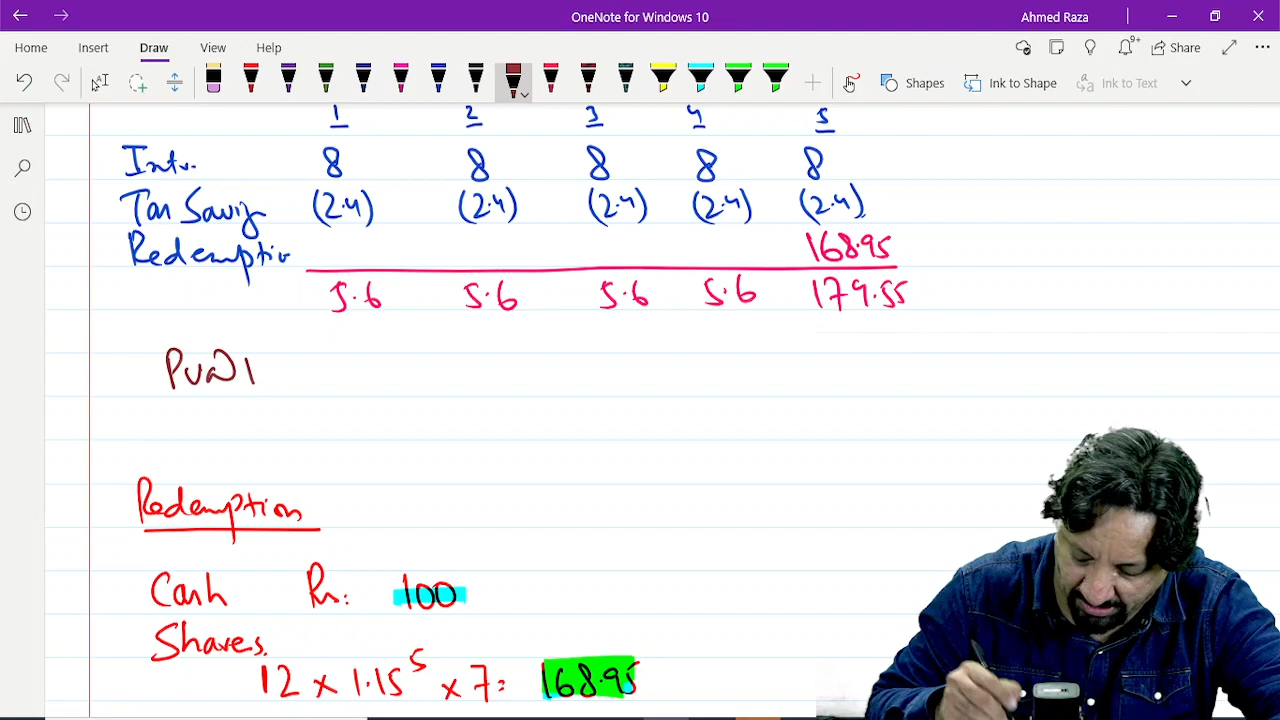 OneNote for Windows 10
Ahmed Raza
Home Insert Draw View Help
9+ Share
Shapes Ink to Shape Ink to Text
1 2 3 4 5
Intr. 8 8 8 8 8
Tax Saving (2.4) (2.4) (2.4) (2.4) (2.4)
Redemption 168.95
5.6 5.6 5.6 5.6 179.55
PV@1
Redemption
Cash Rs. 100
Shares.
12 x 1.15^5 x 7 = 168.95